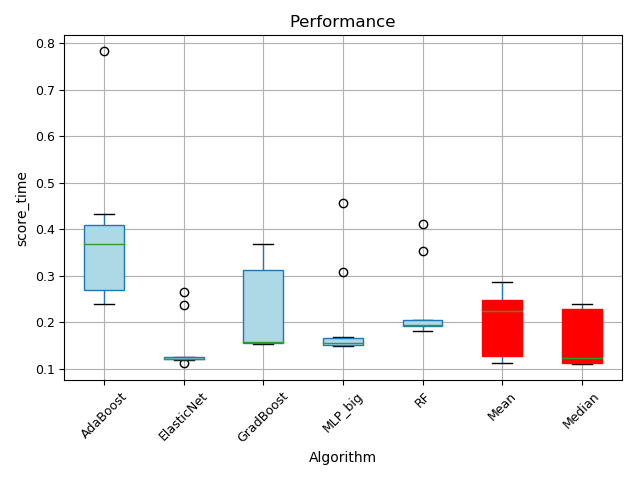 Performance
0.8
0.7
0.6
0.5
0.4
0.3
0.2
0.1
score_time
AdaBoost
ElasticNet
GradBoost
MLP_big
RF
Mean
Median
Algorithm